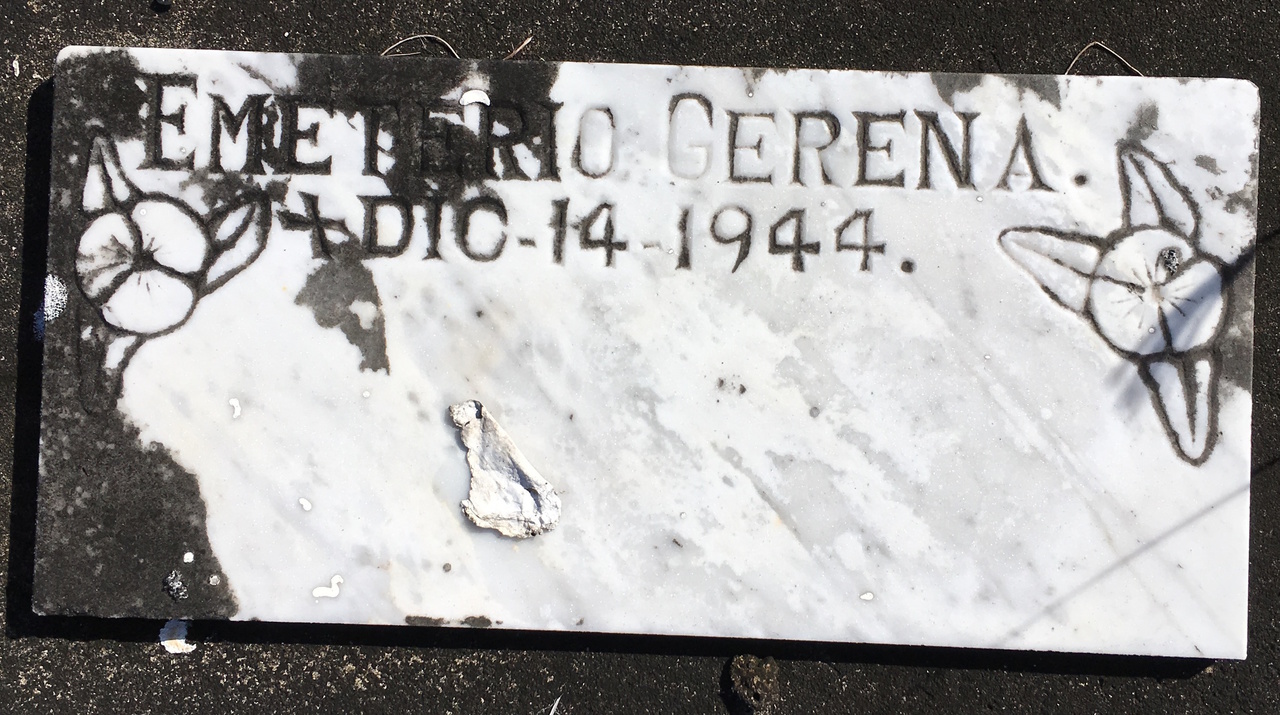 EMETERIO GERENA.
✝DIC-14-1944.